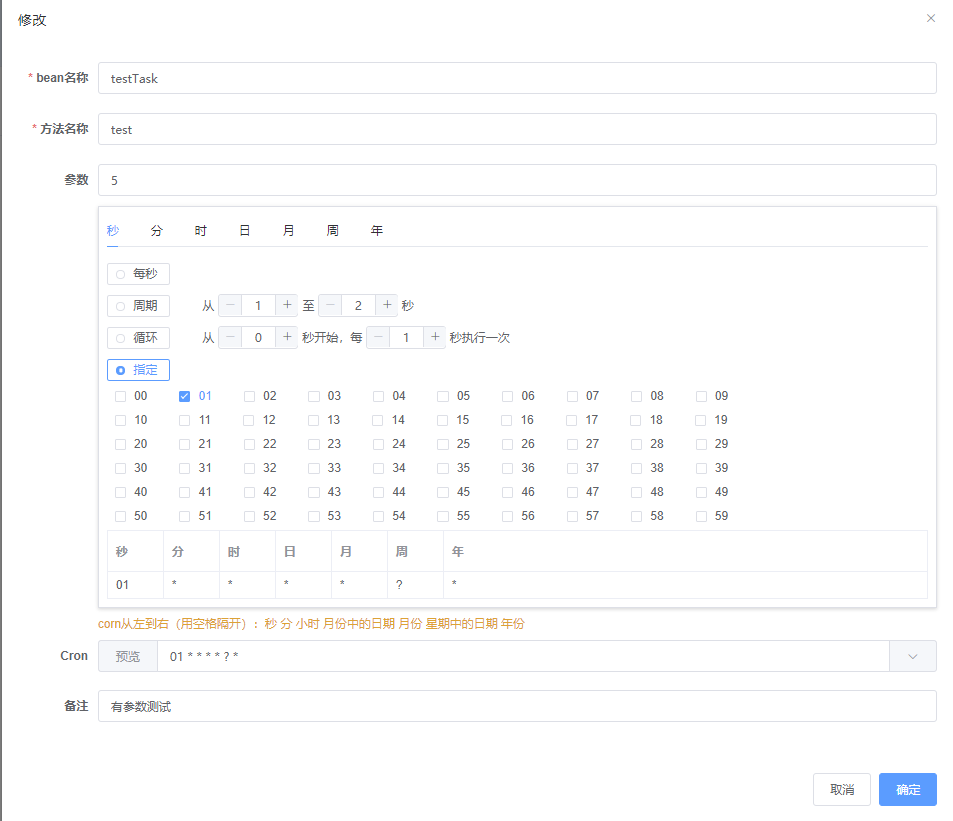 修改
* bean名称 testTask
* 方法名称 test
参数 5
秒 分 时 日 月 周 年
每秒
周期 从 1 至 2 秒
循环 从 0 秒开始，每 1 秒执行一次
指定
00 01 02 03 04 05 06 07 08 09
10 11 12 13 14 15 16 17 18 19
20 21 22 23 24 25 26 27 28 29
30 31 32 33 34 35 36 37 38 39
40 41 42 43 44 45 46 47 48 49
50 51 52 53 54 55 56 57 58 59
秒 分 时 日 月 周 年
01 * * * * ? *
corn从左到右（用空格隔开）：秒 分 小时 月份中的日期 月份 星期中的日期 年份
Cron 预览 01 * * * * ? *
备注 有参数测试
取消 确定